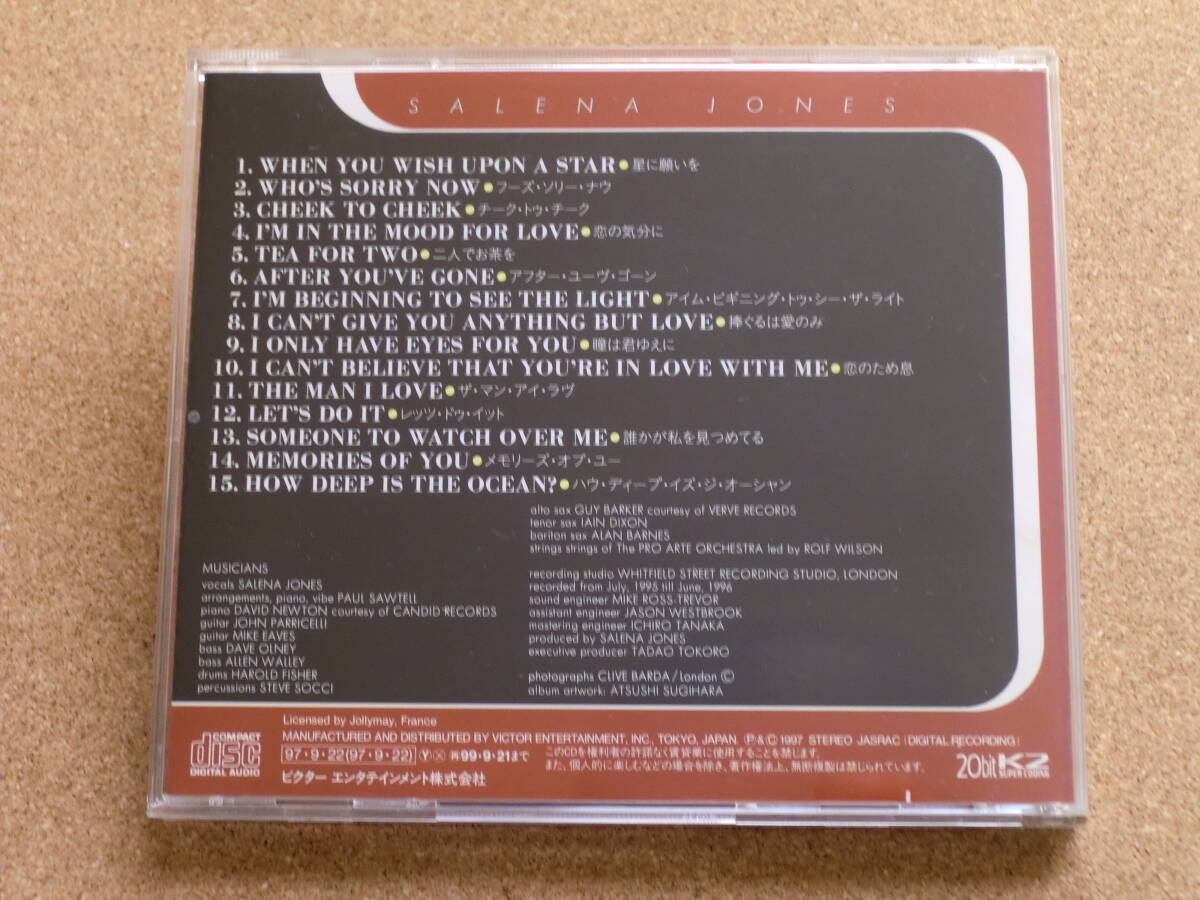 SALENA JONES
1. WHEN YOU WISH UPON A STAR●星に願いを
2. WHO'S SORRY NOW●フーズ・ソリー・ナウ
3. CHEEK TO CHEEK●チーク・トゥ・チーク
4. I'M IN THE MOOD FOR LOVE●恋の気分に
5. TEA FOR TWO●二人でお茶を
6. AFTER YOU'VE GONE●アフター・ユーヴ・ゴーン
7. I'M BEGINNING TO SEE THE LIGHT●アイム・ビギニング・トゥ・シー・ザ・ライト
8. I CAN'T GIVE YOU ANYTHING BUT LOVE●捧ぐるは愛のみ
9. I ONLY HAVE EYES FOR YOU●瞳は君ゆえに
10. I CAN'T BELIEVE THAT YOU'RE IN LOVE WITH ME●恋のため息
11. THE MAN I LOVE●ザ・マン・アイ・ラヴ
12. LET'S DO IT●レッツ・ドゥ・イット
13. SOMEONE TO WATCH OVER ME●誰かが私を見つめてる
14. MEMORIES OF YOU●メモリーズ・オブ・ユー
15. HOW DEEP IS THE OCEAN?●ハウ・ディープ・イズ・ジ・オーシャン
MUSICIANS
vocals SALENA JONES
arrangements, piano, vibe PAUL SAWTELL
piano DAVID NEWTON courtesy of CANDID RECORDS
guitar JOHN PARRICELLI
guitar MIKE EAVES
bass DAVE OLNEY
bass ALLEN WALLEY
drums HAROLD FISHER
percussions STEVE SOCCI
alto sax GUY BARKER courtesy of VERVE RECORDS
tenor sax IAIN DIXON
bariton sax ALAN BARNES
strings strings of The PRO ARTE ORCHESTRA led by ROLF WILSON
recording studio WHITFIELD STREET RECORDING STUDIO, LONDON
recorded from July, 1995 till June, 1996
sound engineer MIKE ROSS-TREVOR
assistant engineer JASON WESTBROOK
mastering engineer ICHIRO TANAKA
produced by SALENA JONES
executive producer TADAO TOKORO
photographs CLIVE BARDA/London ©
album artwork: ATSUSHI SUGIHARA
COMPACT disc DIGITAL AUDIO
Licensed by Jollymay, France
MANUFACTURED AND DISTRIBUTED BY VICTOR ENTERTAINMENT, INC., TOKYO, JAPAN. ℗&© 1997 STEREO JASRAC (DIGITAL RECORDING)
97・9・22(97・9・22) Ⓨ Ⓧ 再99・9・21まで
ビクター エンタテインメント株式会社
このCDを権利者の許諾なく賃貸業に使用することを禁じます。
また、個人的に楽しむなどの場合を除き、著作権法上、無断複製は禁じられています。
20bit K2 SUPER CODING